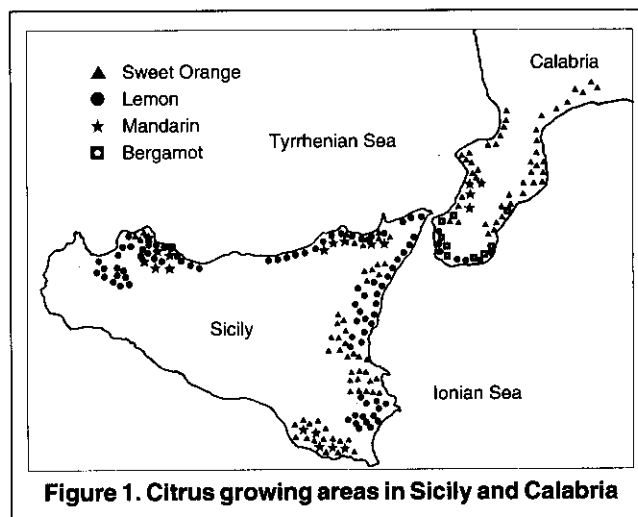 Sweet Orange
Lemon
Mandarin
Bergamot
Calabria
Tyrrhenian Sea
Sicily
Ionian Sea
Figure 1. Citrus growing areas in Sicily and Calabria